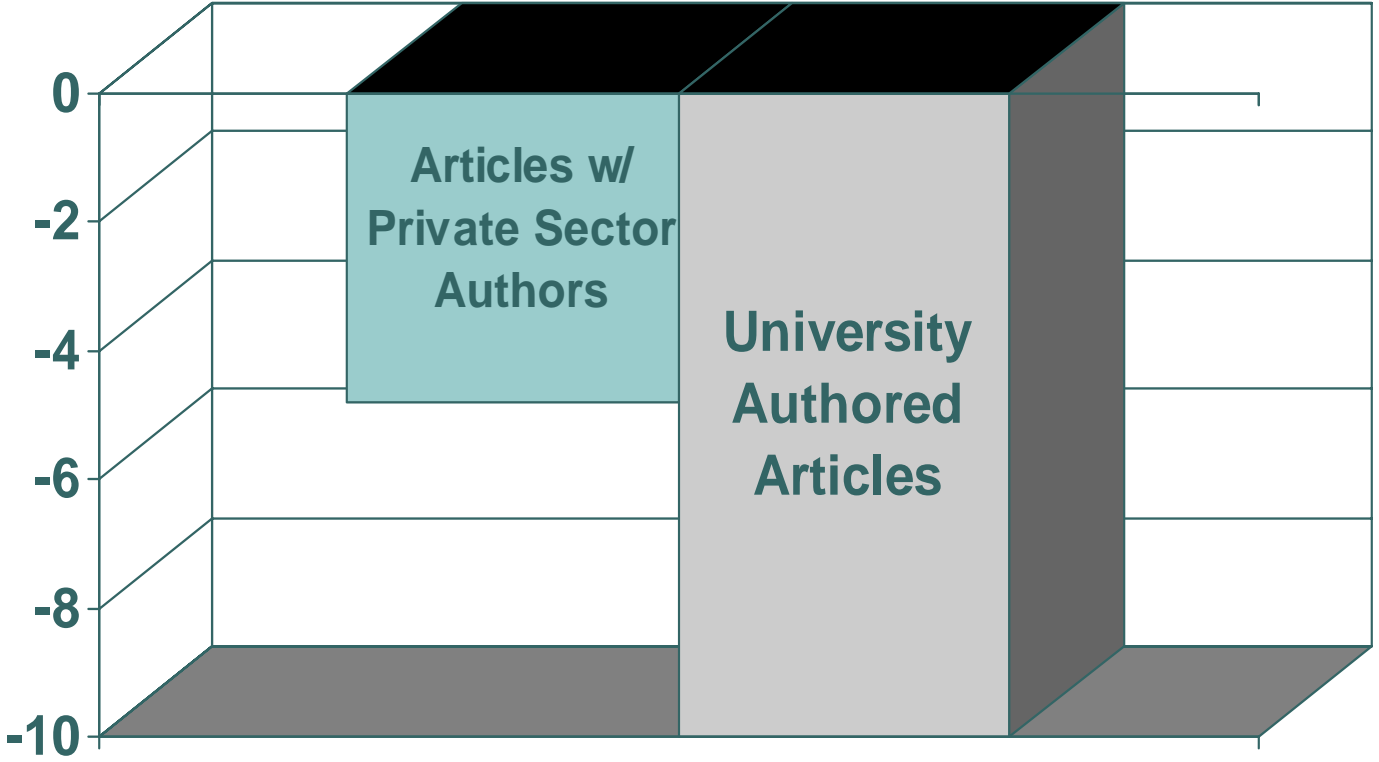 0
-2
-4
-6
-8
-10
Articles w/
Private Sector
Authors
University
Authored
Articles